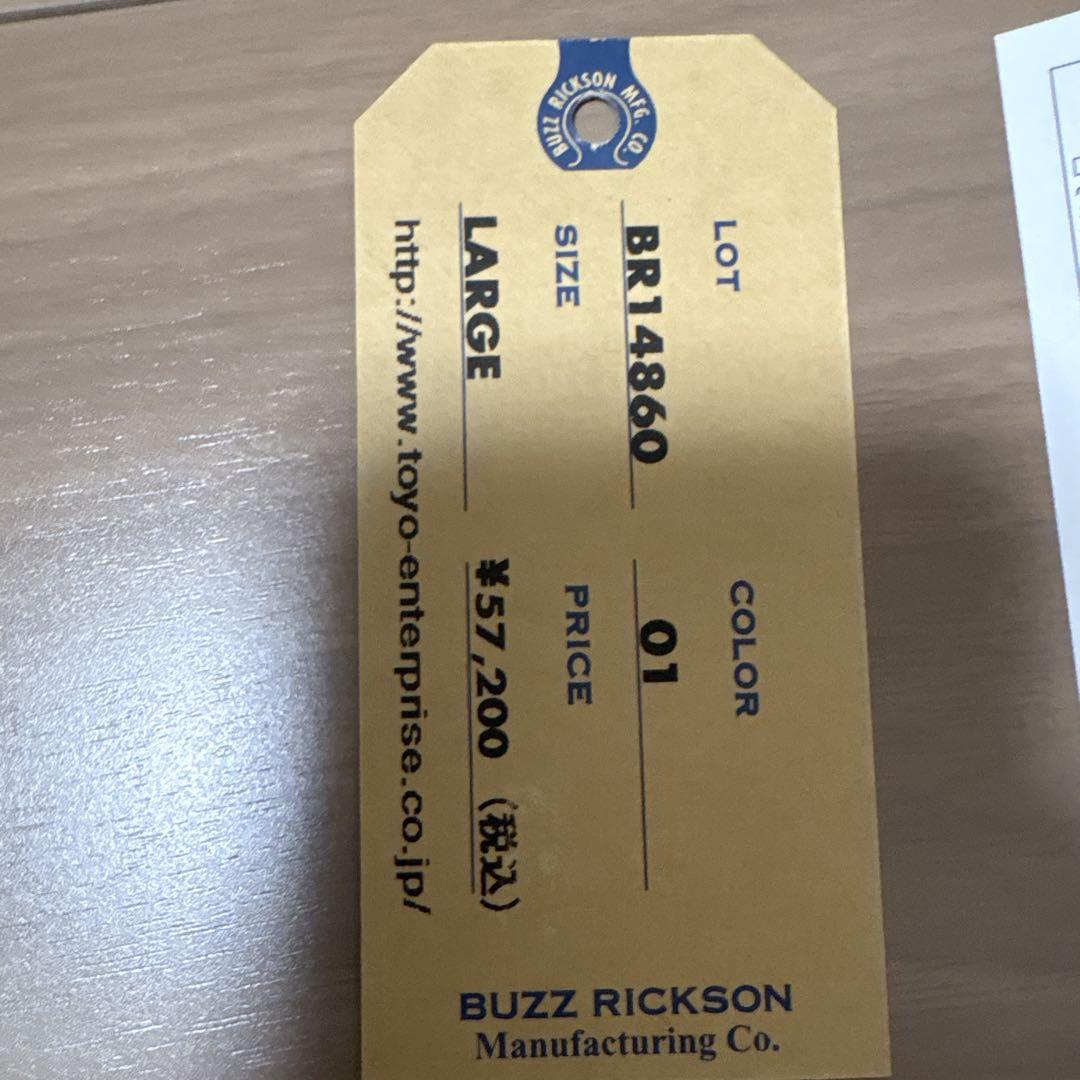 BUZZ RICKSON MFG. CO.
LOT
COLOR
BR14860
01
SIZE
PRICE
LARGE
¥57,200 (税込)
http://www.toyo-enterprise.co.jp/
BUZZ RICKSON
Manufacturing Co.